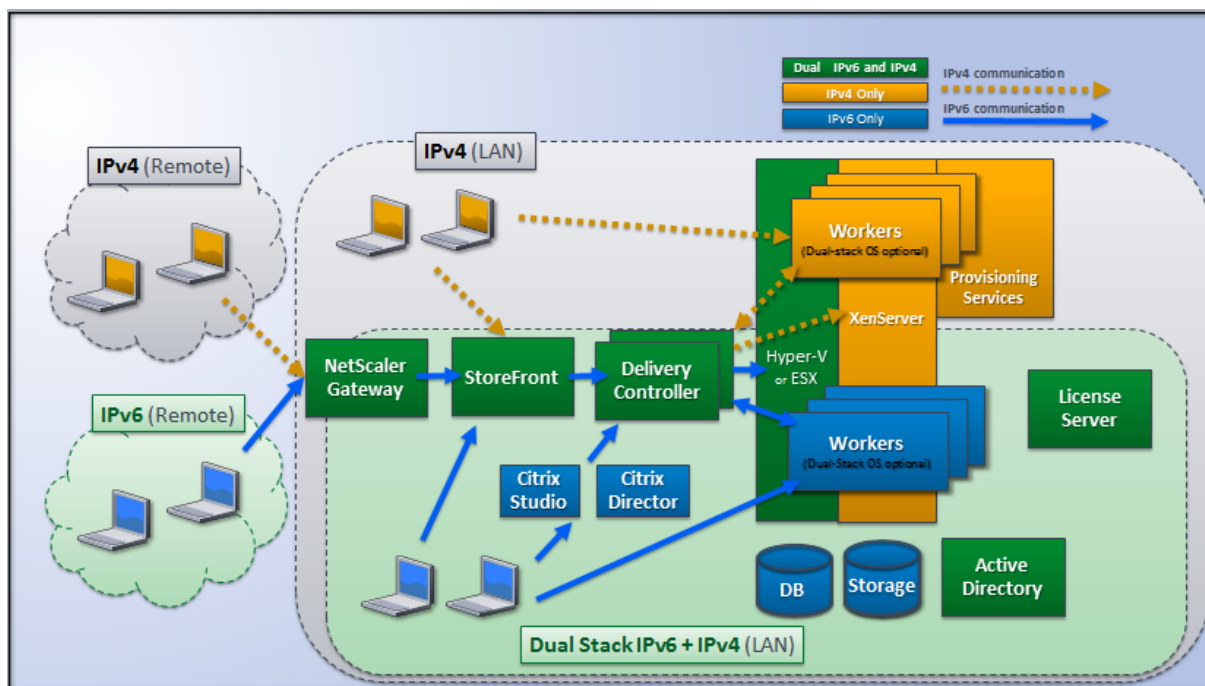 Dual IPv6 and IPv4
IPv4 Only
IPv6 Only
IPv4 communication
IPv6 communication
IPv4 (Remote)
IPv4 (LAN)
Workers
(Dual-stack OS optional)
Provisioning
Services
XenServer
Hyper-V
or ESX
NetScaler
Gateway
StoreFront
Delivery
Controller
License
Server
IPv6 (Remote)
Workers
(Dual-Stack OS optional)
Citrix
Studio
Citrix
Director
DB
Storage
Active
Directory
Dual Stack IPv6 + IPv4 (LAN)